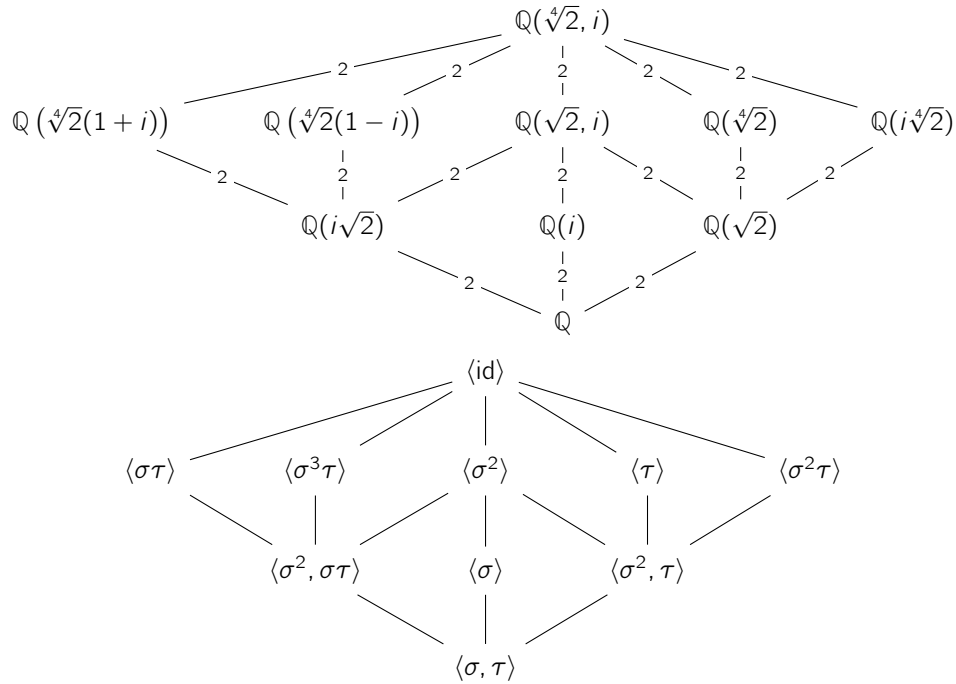 ℚ(∜2, i)
2 2 2 2 2
ℚ(∜2(1 + i)) ℚ(∜2(1 − i)) ℚ(√2, i) ℚ(∜2) ℚ(i∜2)
2 2 2 2 2 2 2
ℚ(i√2) ℚ(i) ℚ(√2)
2 2 2
ℚ
⟨id⟩
⟨στ⟩ ⟨σ³τ⟩ ⟨σ²⟩ ⟨τ⟩ ⟨σ²τ⟩
⟨σ², στ⟩ ⟨σ⟩ ⟨σ², τ⟩
⟨σ, τ⟩